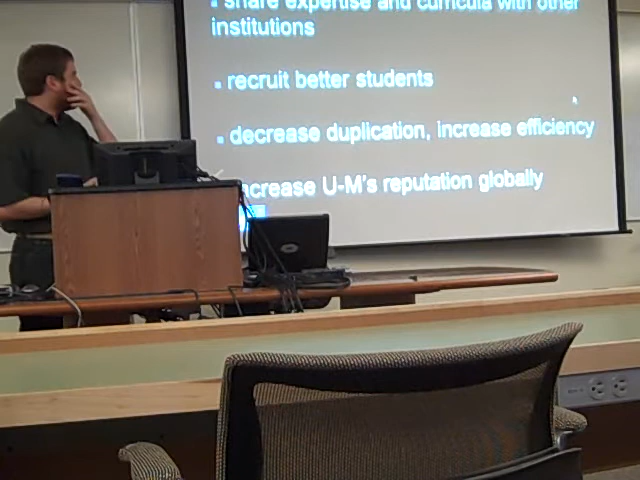 share expertise and curricula with other
institutions
recruit better students
decrease duplication, increase efficiency
increase U-M's reputation globally